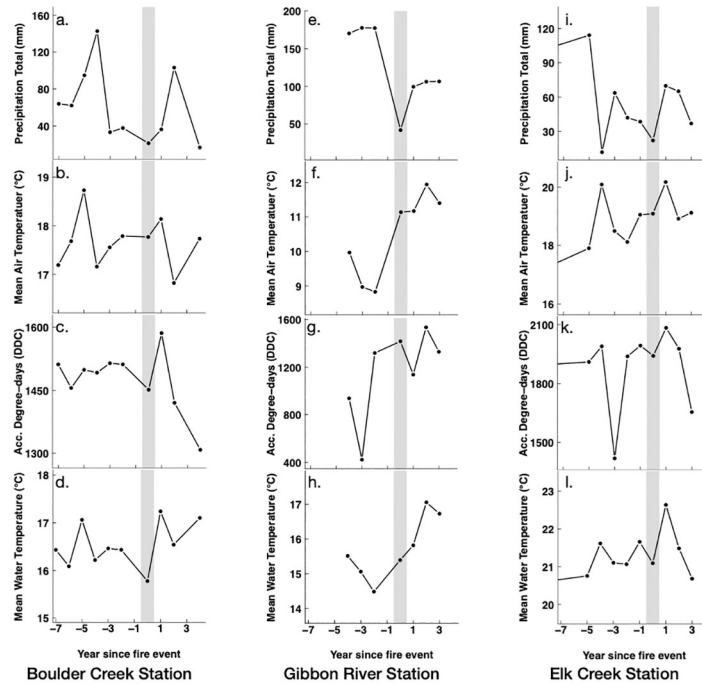 a.
Precipitation Total (mm)
160
120
80
40
b.
Mean Air Temperatuer (°C)
19
18
17
c.
Acc. Degree−days (DDC)
1600
1450
1300
d.
Mean Water Temperature (°C)
17
16
15
−7 −5 −3 −1 1 3
Year since fire event
Boulder Creek Station
e.
Precipitation Total (mm)
200
150
100
50
f.
Mean Air Temperatuer (°C)
12
11
10
9
g.
Acc. Degree−days (DDC)
1600
1200
800
400
h.
Mean Water Temperature (°C)
17
16
15
14
−7 −5 −3 −1 1 3
Year since fire event
Gibbon River Station
i.
Precipitation Total (mm)
120
90
60
30
j.
Mean Air Temperatuer (°C)
20
18
16
k.
Acc. Degree−days (DDC)
2100
1800
1500
l.
Mean Water Temperature (°C)
23
22
21
20
−7 −5 −3 −1 1 3
Year since fire event
Elk Creek Station